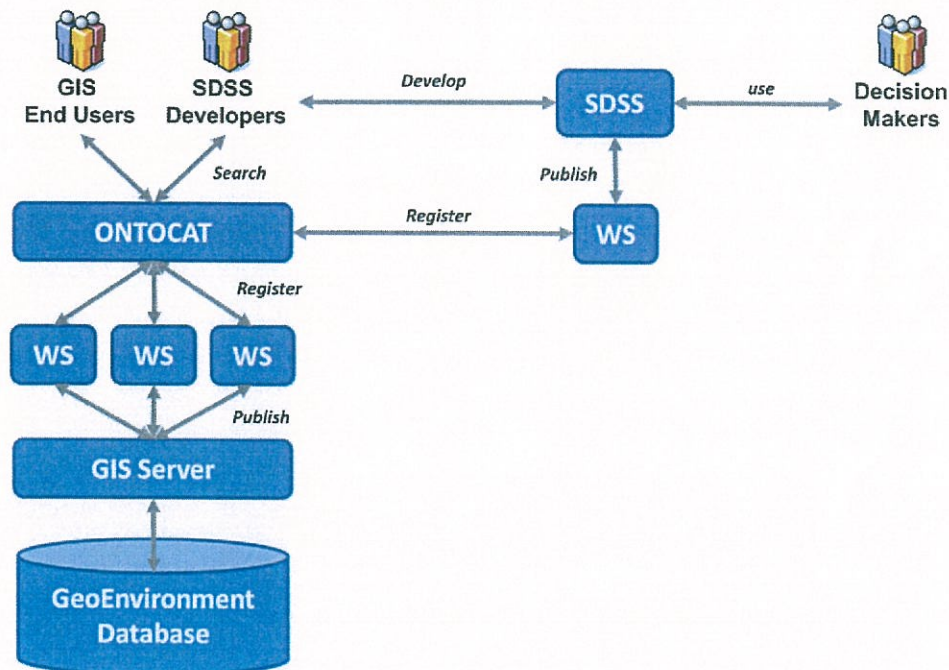 GIS
End Users
SDSS
Developers
Develop
SDSS
use
Decision
Makers
Search
Publish
ONTOCAT
Register
WS
Register
WS
WS
WS
Publish
GIS Server
GeoEnvironment
Database